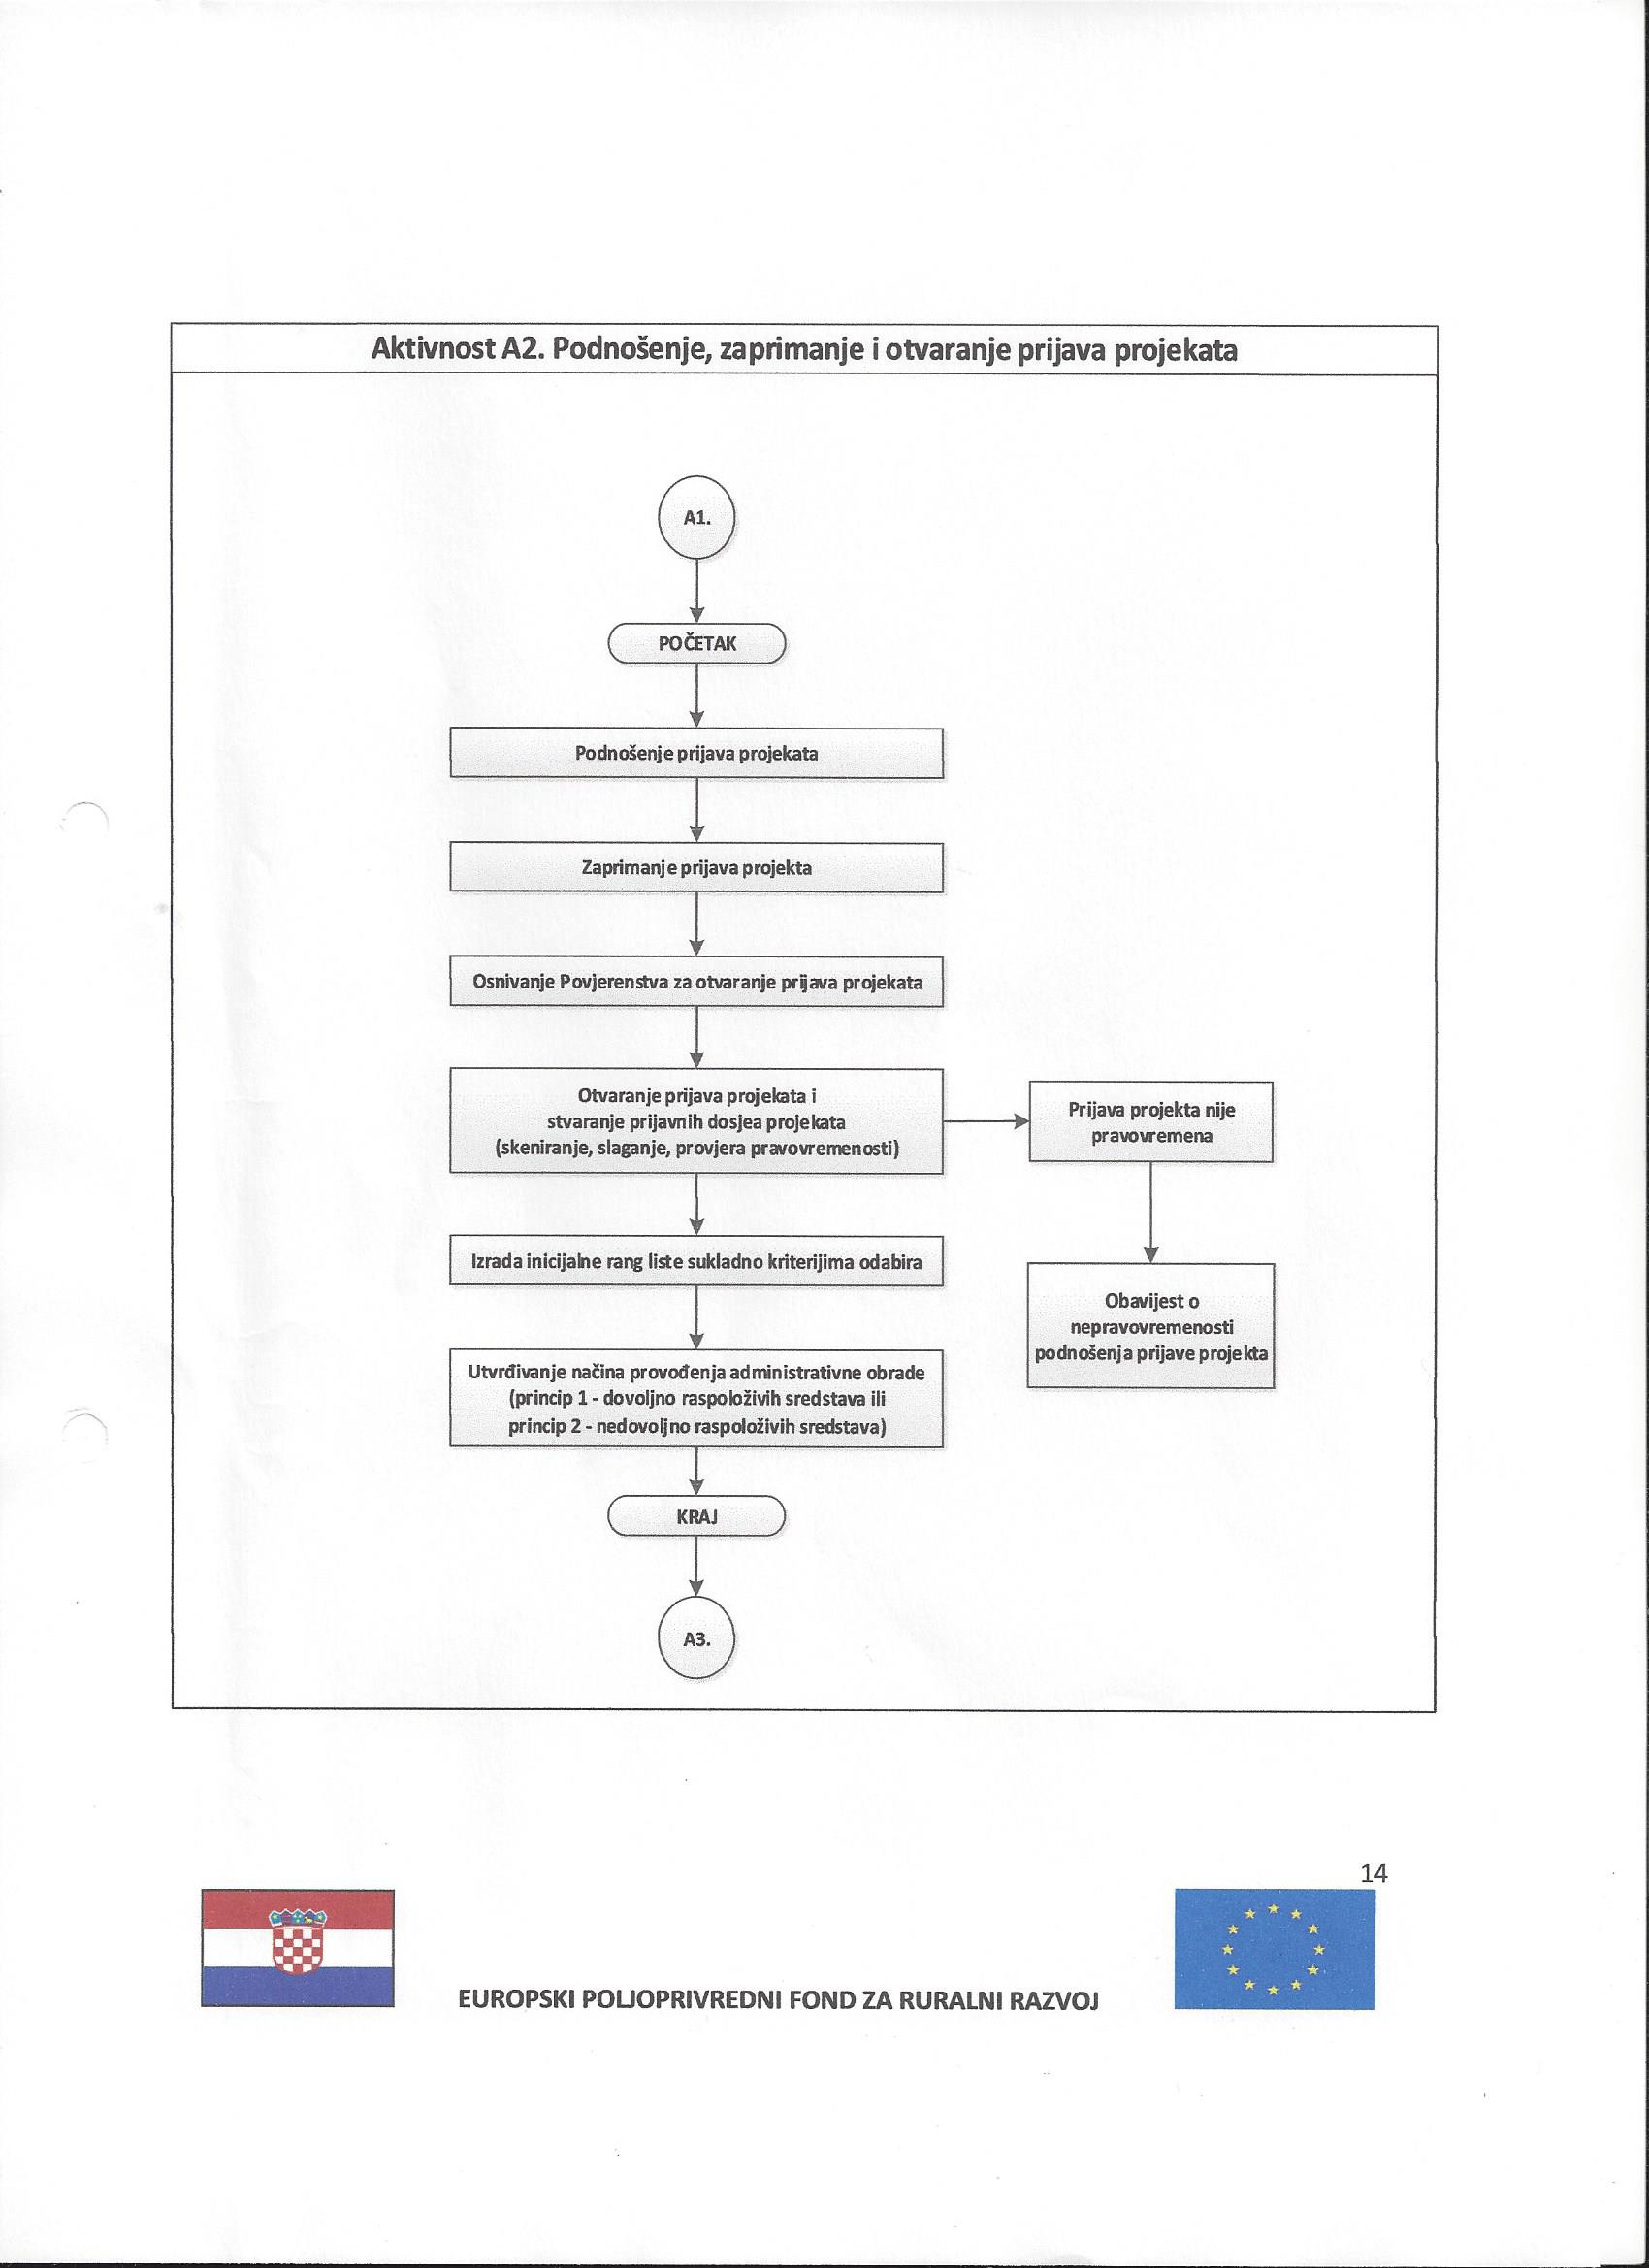 Aktivnost A2. Podnošenje, zaprimanje i otvaranje prijava projekata
A1.
POČETAK
Podnošenje prijava projekata
Zaprimanje prijava projekta
Osnivanje Povjerenstva za otvaranje prijava projekata
Otvaranje prijava projekata i
stvaranje prijavnih dosjea projekata
(skeniranje, slaganje, provjera pravovremenosti)
Prijava projekta nije
pravovremena
Izrada inicijalne rang liste sukladno kriterijima odabira
Obavijest o
nepravovremenosti
podnošenja prijave projekta
Utvrđivanje načina provođenja administrativne obrade
(princip 1 - dovoljno raspoloživih sredstava ili
princip 2 - nedovoljno raspoloživih sredstava)
KRAJ
A3.
14
EUROPSKI POLJOPRIVREDNI FOND ZA RURALNI RAZVOJ